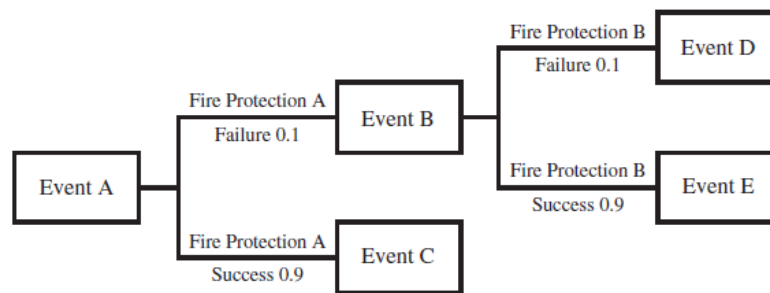 Fire Protection B
Failure 0.1
Event D
Fire Protection A
Failure 0.1
Event B
Fire Protection B
Success 0.9
Event E
Event A
Fire Protection A
Success 0.9
Event C